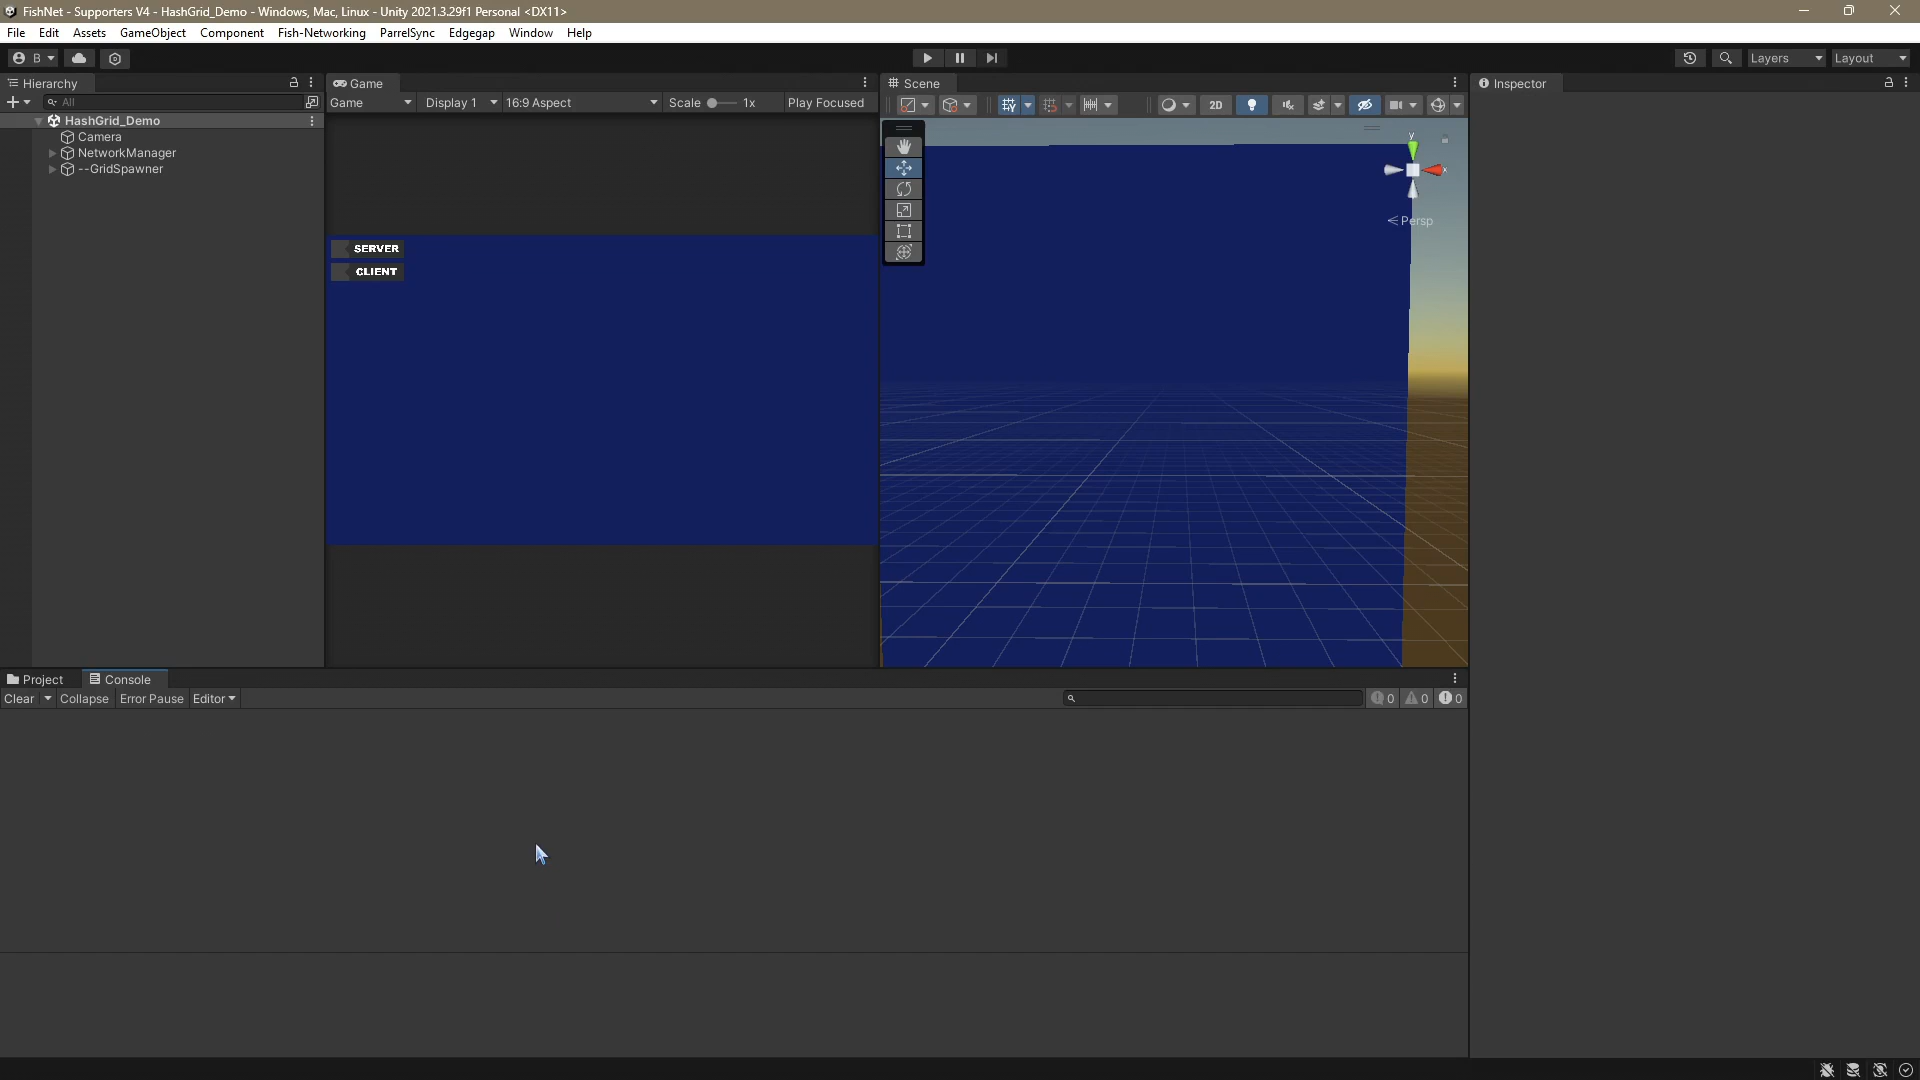 FishNet - Supporters V4 - HashGrid_Demo - Windows, Mac, Linux - Unity 2021.3.29f1 Personal <DX11>
File Edit Assets GameObject Component Fish-Networking ParrelSync Edgegap Window Help
B Layers Layout
Hierarchy
All
HashGrid_Demo
Camera
NetworkManager
--GridSpawner
Game
Game Display 1 16:9 Aspect Scale 1x Play Focused
SERVER
CLIENT
Scene
2D
y
x
Persp
Inspector
Project Console
Clear Collapse Error Pause Editor 0 0 0